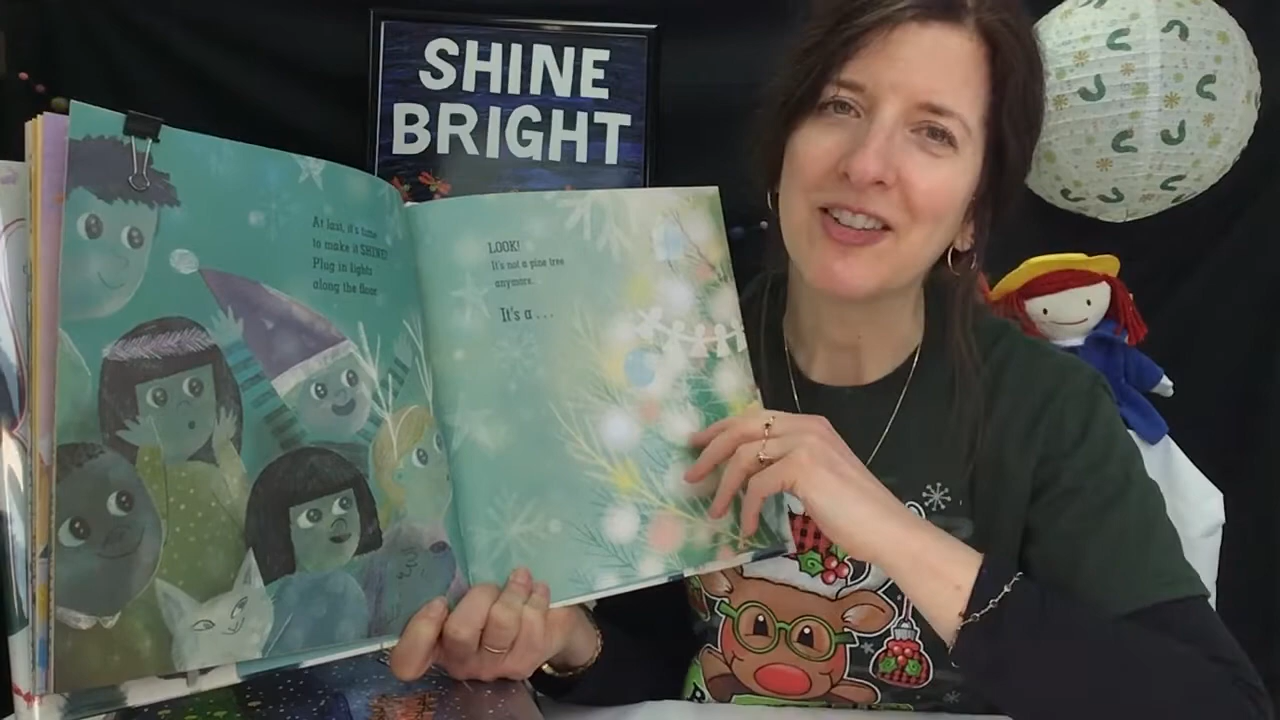 SHINE
BRIGHT
At last, it's time
to make it SHINE!
Plug in lights
along the floor.
LOOK!
It's not a pine tree
anymore.
It's a . . .